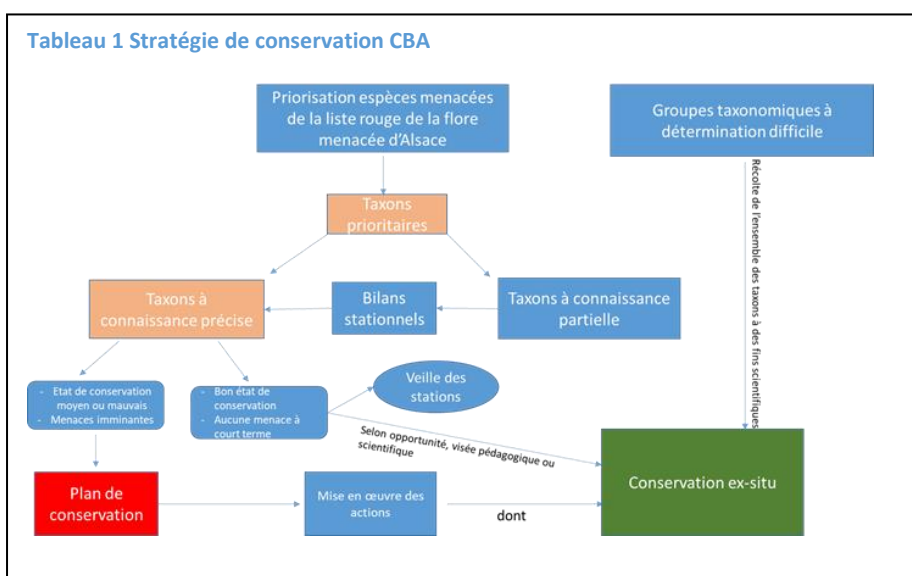 Tableau 1 Stratégie de conservation CBA
Priorisation espèces menacées
de la liste rouge de la flore
menacée d'Alsace
Groupes taxonomiques à
détermination difficile
Récolte de l'ensemble des taxons à des fins scientifiques
Taxons
prioritaires
Taxons à
connaissance précise
Bilans
stationnels
Taxons à connaissance
partielle
- Etat de conservation
moyen ou mauvais
- Menaces imminantes
- Bon état de
conservation
- Aucune menace à
court terme
Veille des
stations
Selon opportunité, visée pédagogique ou
scientifique
Plan de
conservation
Mise en œuvre des
actions
dont
Conservation ex-situ